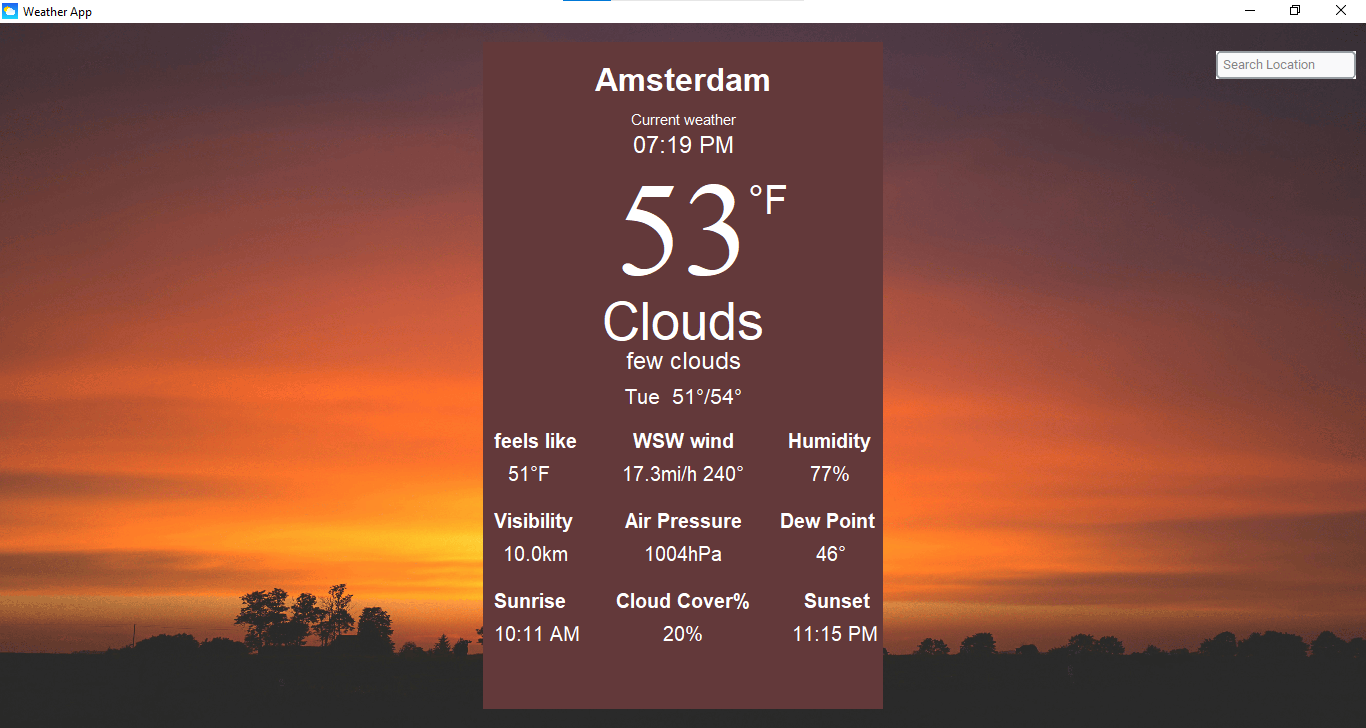 Weather App
Search Location
Amsterdam
Current weather
07:19 PM
53 °F
Clouds
few clouds
Tue 51°/54°
feels like WSW wind Humidity
51°F 17.3mi/h 240° 77%
Visibility Air Pressure Dew Point
10.0km 1004hPa 46°
Sunrise Cloud Cover% Sunset
10:11 AM 20% 11:15 PM